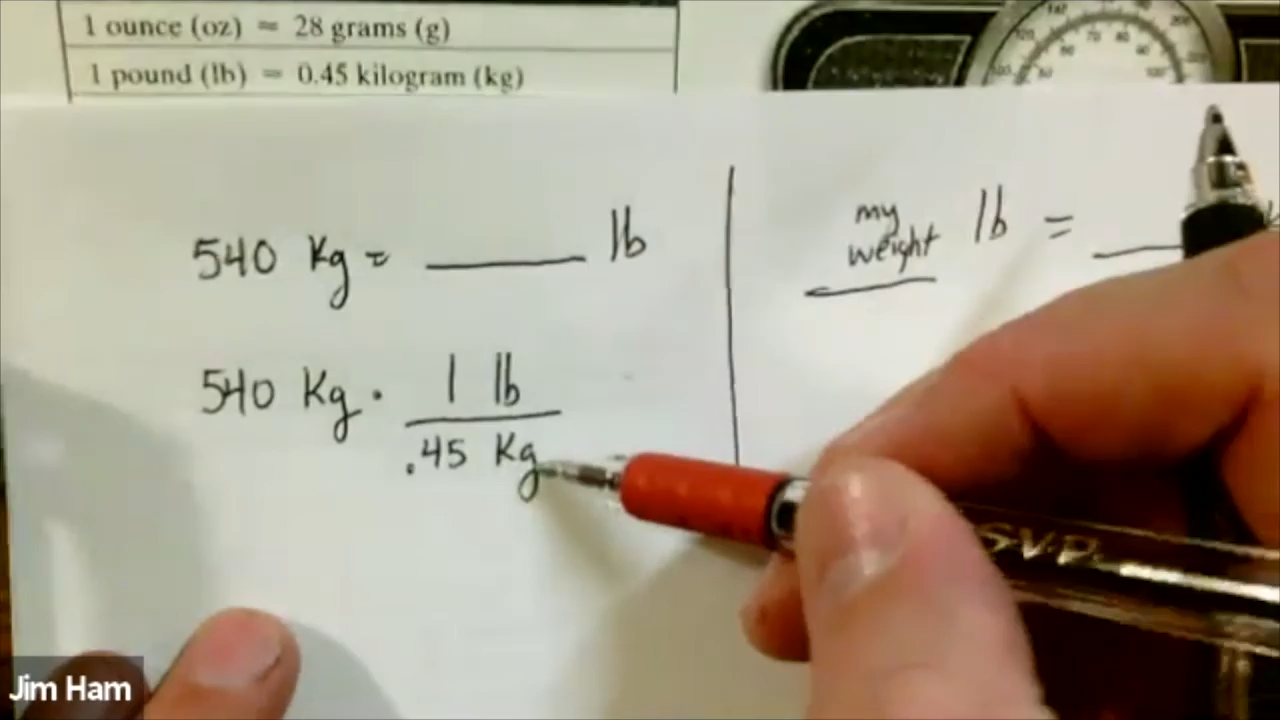 1 ounce (oz) = 28 grams (g)
1 pound (lb) = 0.45 kilogram (kg)
540 Kg = ____ lb
my
weight lb = ____
540 Kg · 1 lb
.45 Kg
S.V.P.
Jim Ham